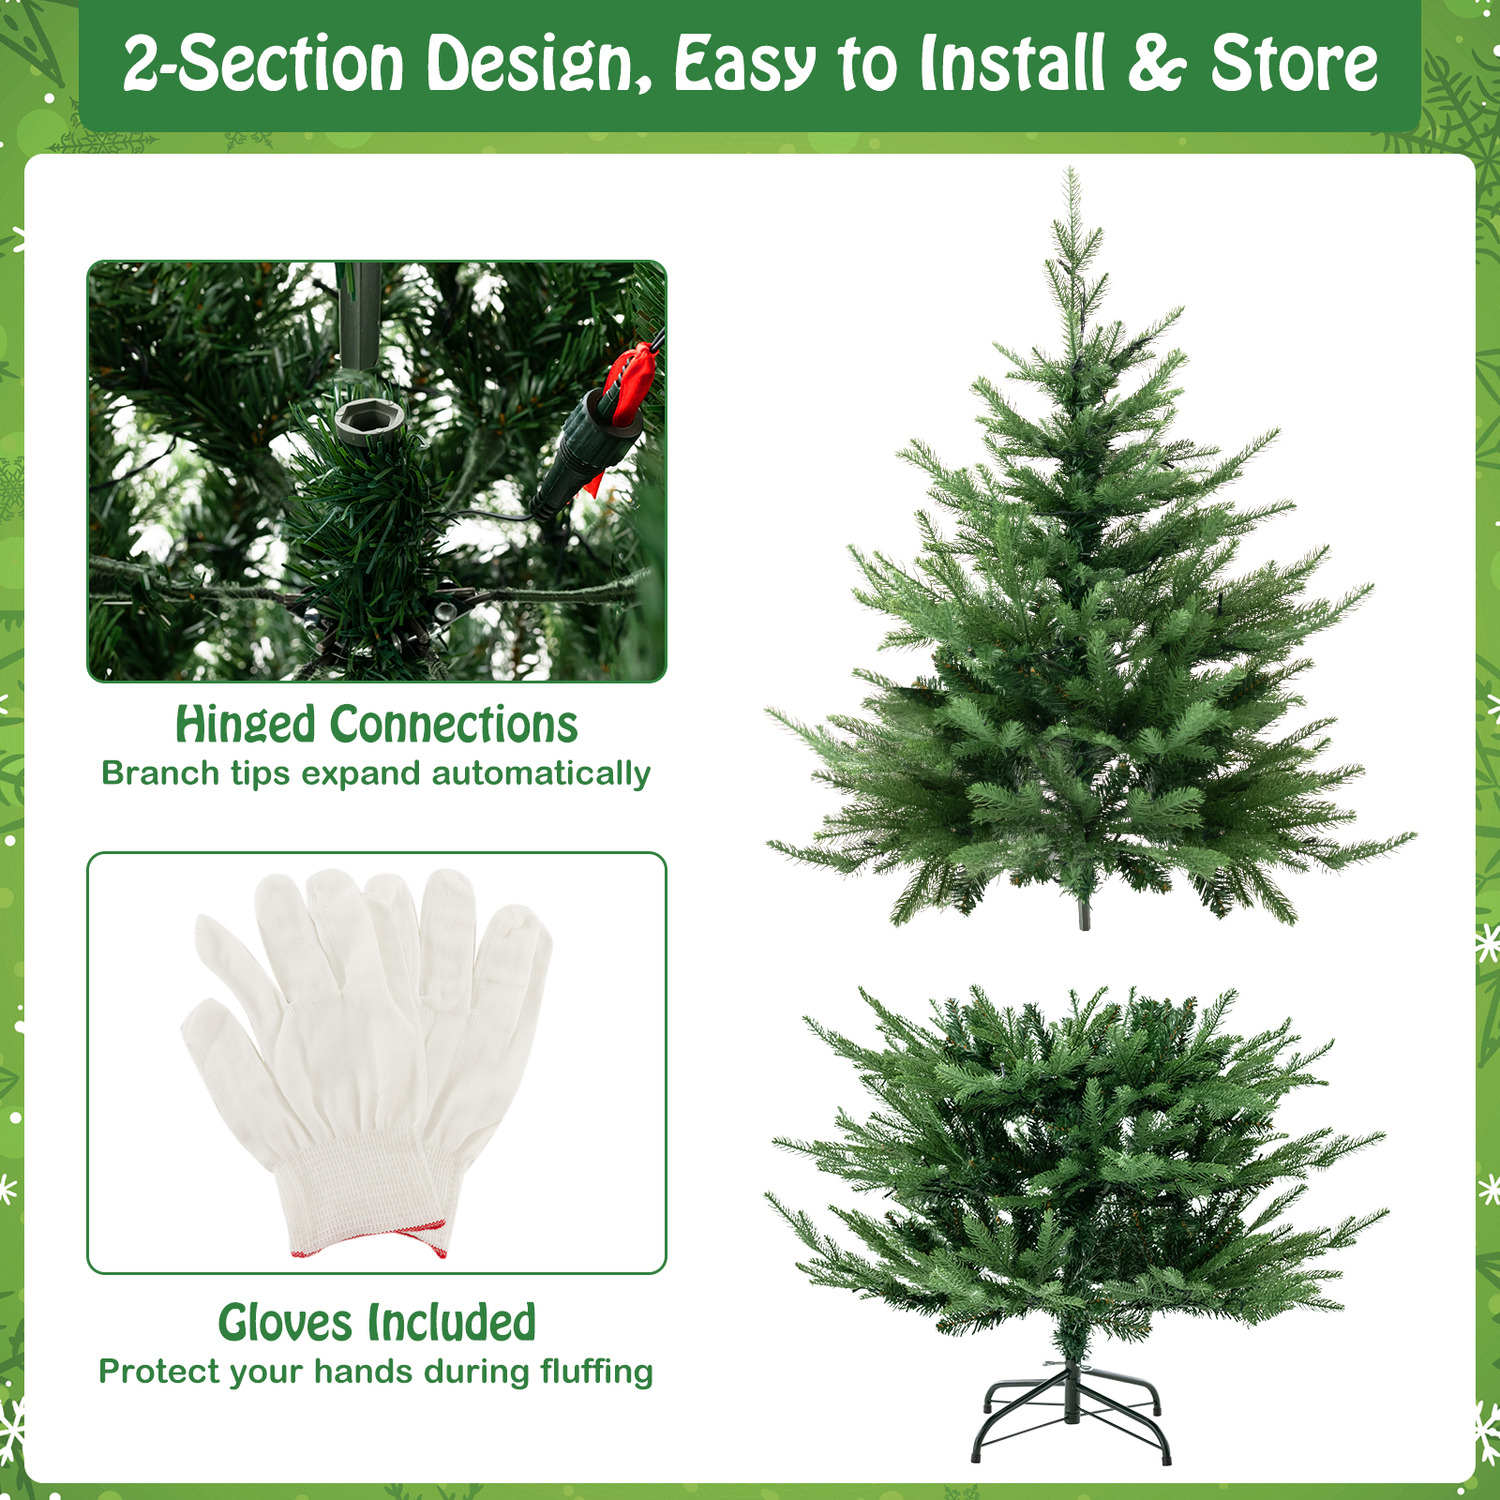 2-Section Design, Easy to Install & Store
Hinged Connections
Branch tips expand automatically
Gloves Included
Protect your hands during fluffing